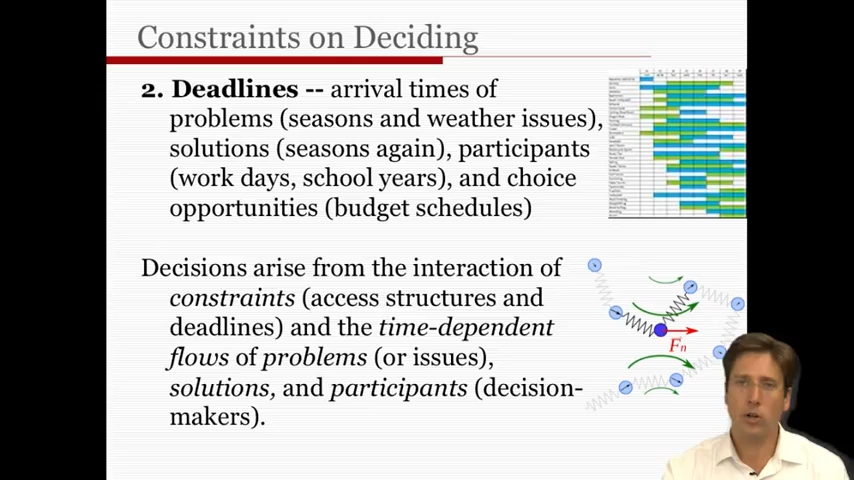 Constraints on Deciding
2. Deadlines -- arrival times of
problems (seasons and weather issues),
solutions (seasons again), participants
(work days, school years), and choice
opportunities (budget schedules)
Decisions arise from the interaction of
constraints (access structures and
deadlines) and the time-dependent
flows of problems (or issues),
solutions, and participants (decision-
makers).
Fn